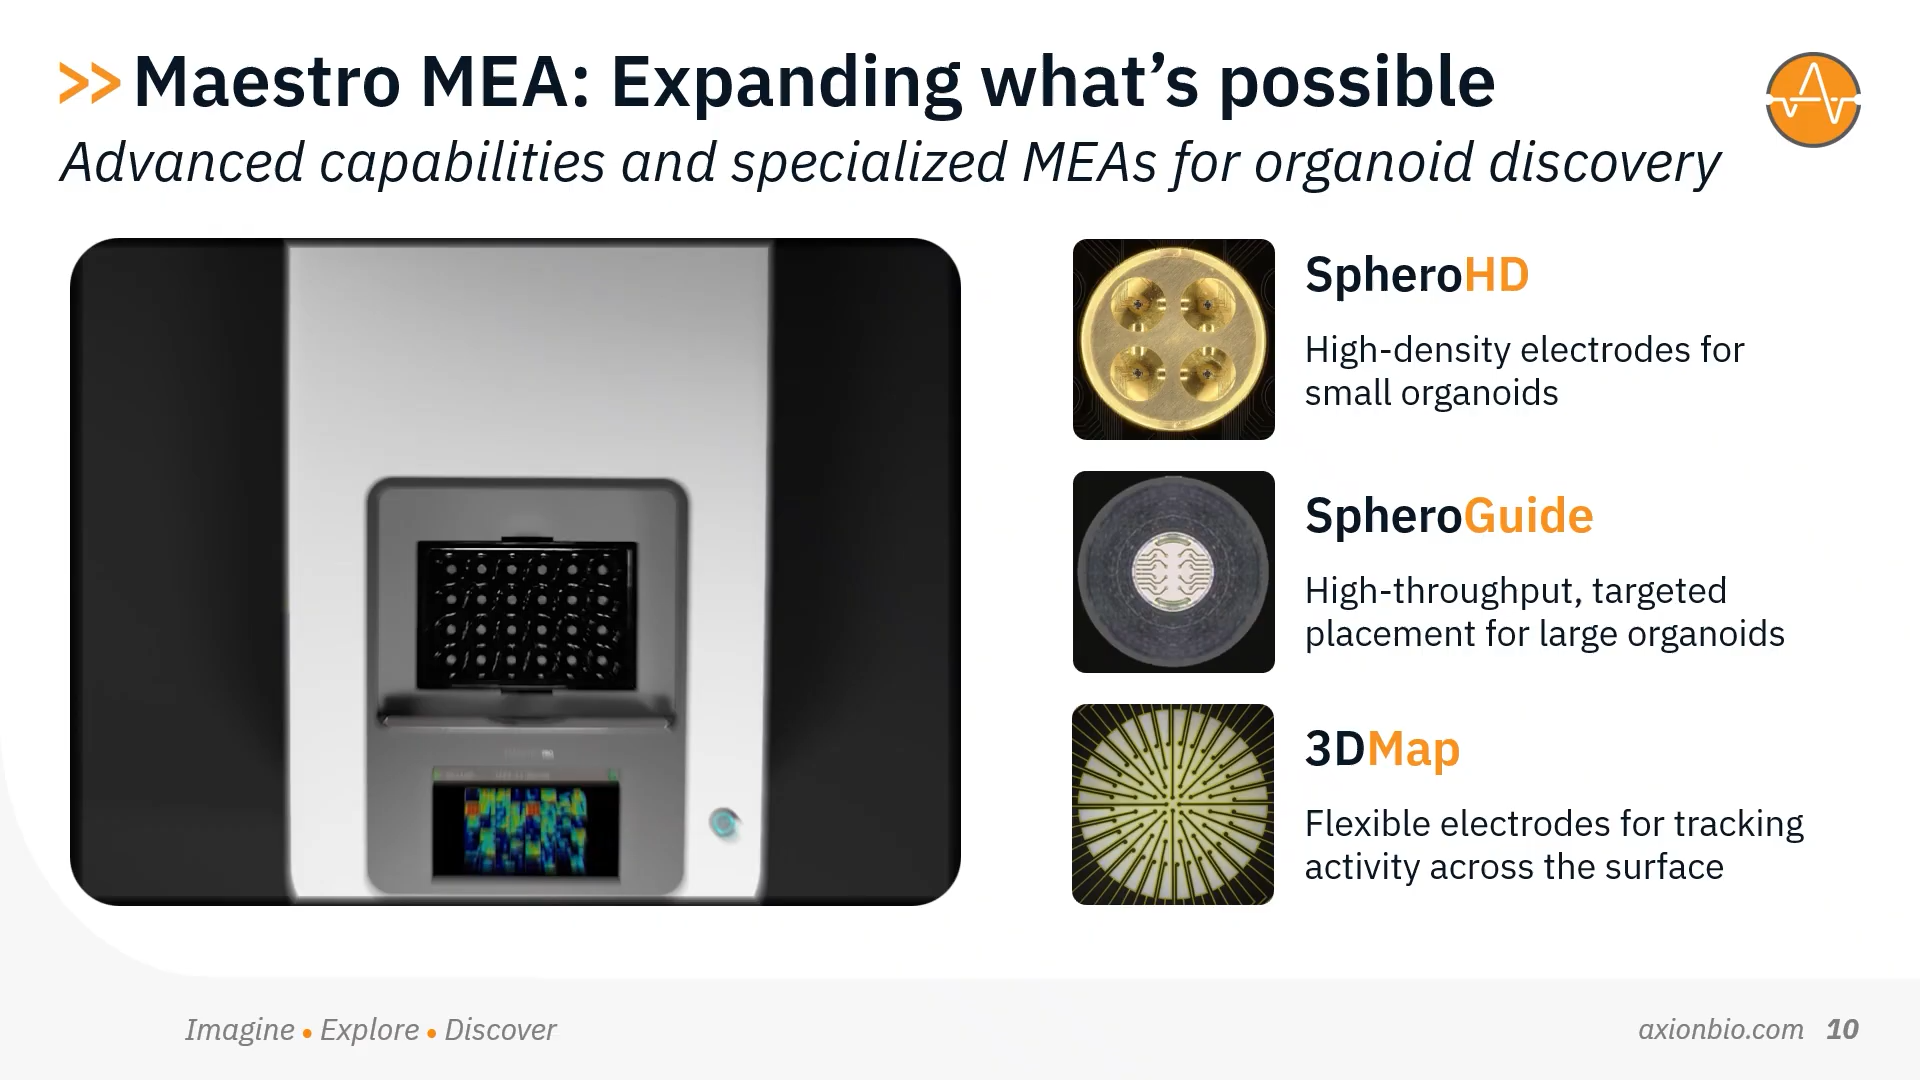 >> Maestro MEA: Expanding what’s possible
Advanced capabilities and specialized MEAs for organoid discovery
SpheroHD
High-density electrodes for
small organoids
SpheroGuide
High-throughput, targeted
placement for large organoids
3DMap
Flexible electrodes for tracking
activity across the surface
Imagine • Explore • Discover
axionbio.com 10